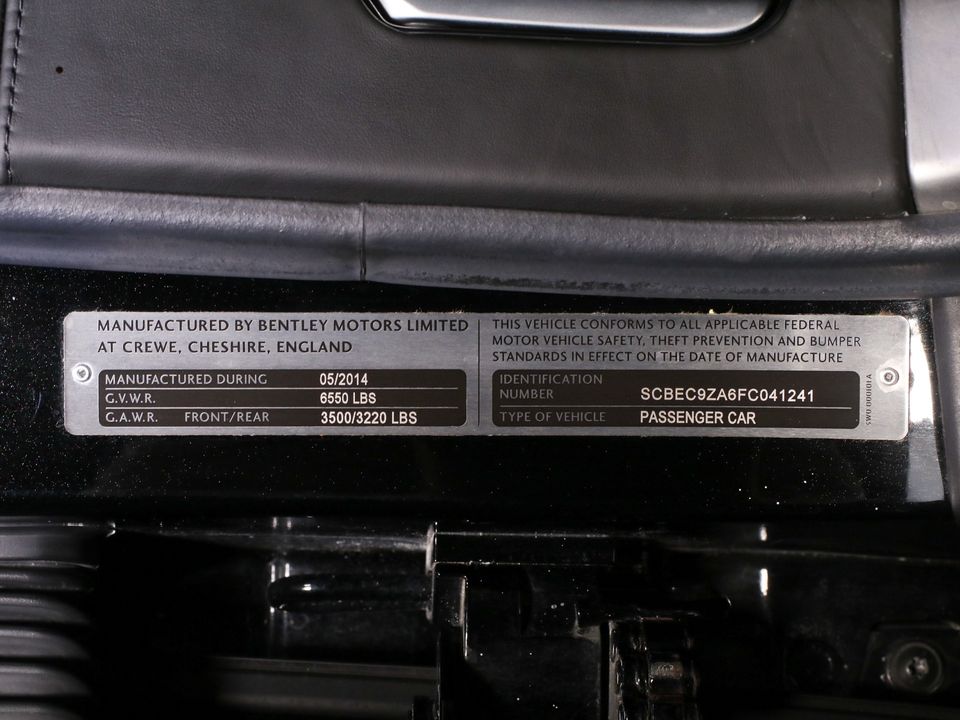 MANUFACTURED BY BENTLEY MOTORS LIMITED
AT CREWE, CHESHIRE, ENGLAND
MANUFACTURED DURING 05/2014
G.V.W.R. 6550 LBS
G.A.W.R. FRONT/REAR 3500/3220 LBS
THIS VEHICLE CONFORMS TO ALL APPLICABLE FEDERAL
MOTOR VEHICLE SAFETY, THEFT PREVENTION AND BUMPER
STANDARDS IN EFFECT ON THE DATE OF MANUFACTURE
IDENTIFICATION
NUMBER SCBEC9ZA6FC041241
TYPE OF VEHICLE PASSENGER CAR